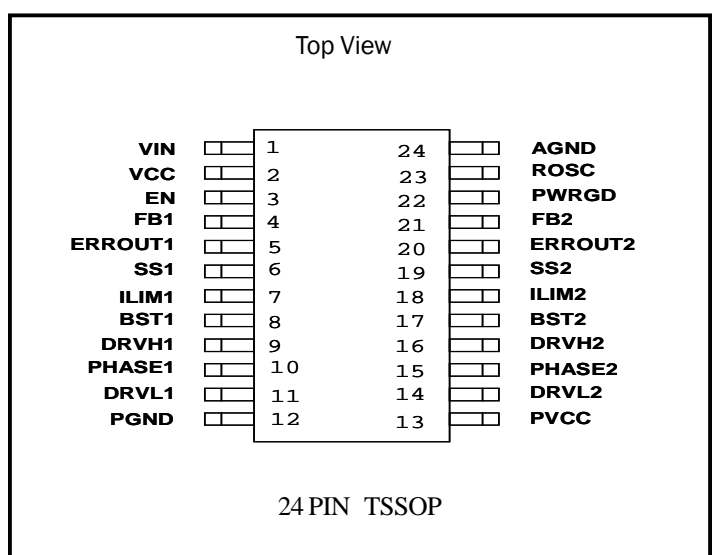 Top View
VIN 1 24 AGND
VCC 2 23 ROSC
EN 3 22 PWRGD
FB1 4 21 FB2
ERROUT1 5 20 ERROUT2
SS1 6 19 SS2
ILIM1 7 18 ILIM2
BST1 8 17 BST2
DRVH1 9 16 DRVH2
PHASE1 10 15 PHASE2
DRVL1 11 14 DRVL2
PGND 12 13 PVCC
24 PIN TSSOP